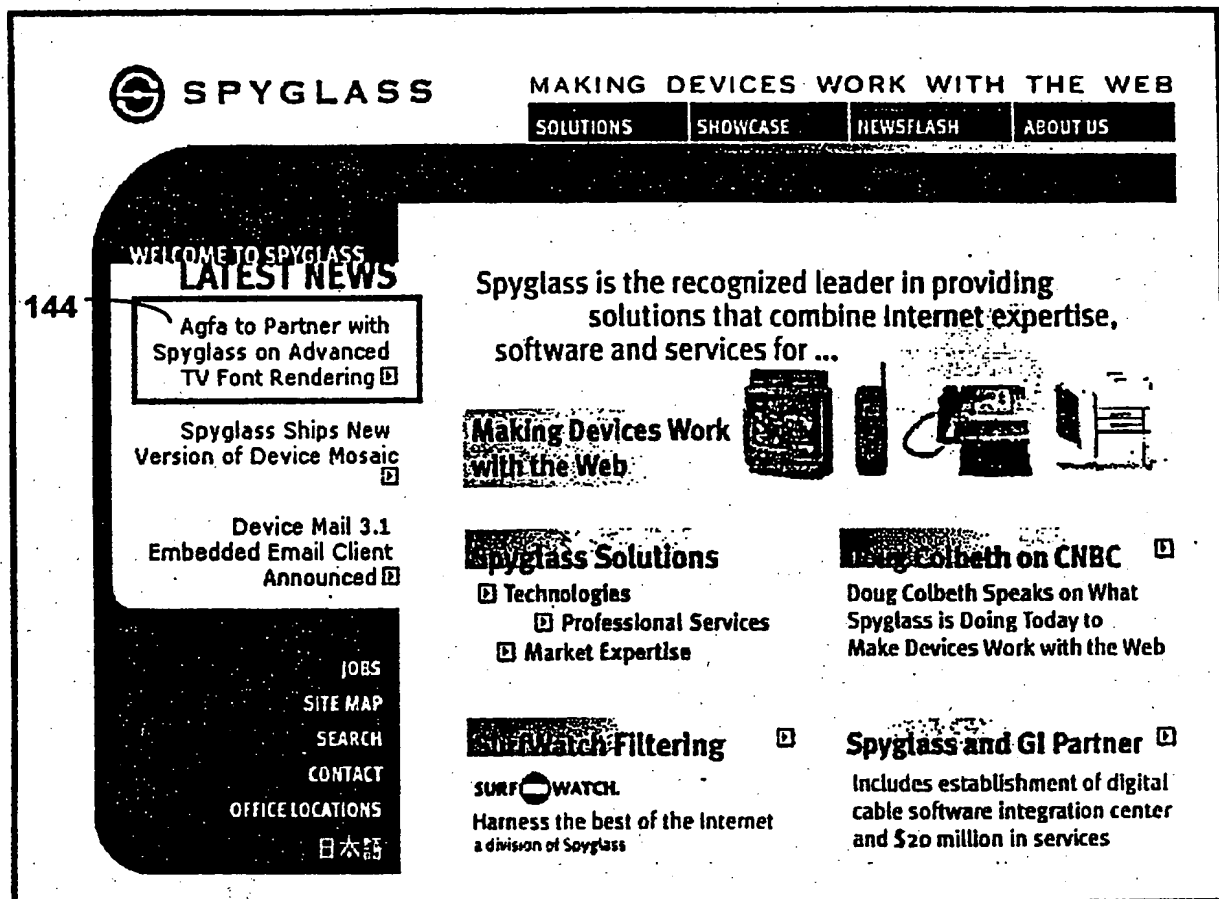 SPYGLASS
MAKING DEVICES WORK WITH THE WEB
SOLUTIONS
SHOWCASE
NEWSFLASH
ABOUT US
WELCOME TO SPYGLASS
LATEST NEWS
144
Agfa to Partner with
Spyglass on Advanced
TV Font Rendering
Spyglass Ships New
Version of Device Mosaic
Device Mail 3.1
Embedded Email Client
Announced
JOBS
SITE MAP
SEARCH
CONTACT
OFFICE LOCATIONS
日本語
Spyglass is the recognized leader in providing
solutions that combine Internet expertise,
software and services for ...
Making Devices Work
with the Web
Spyglass Solutions
Technologies
Professional Services
Market Expertise
Doug Colbeth on CNBC
Doug Colbeth Speaks on What
Spyglass is Doing Today to
Make Devices Work with the Web
SurfWatch Filtering
SURF WATCH.
Harness the best of the Internet
a division of Spyglass
Spyglass and GI Partner
Includes establishment of digital
cable software integration center
and $20 million in services